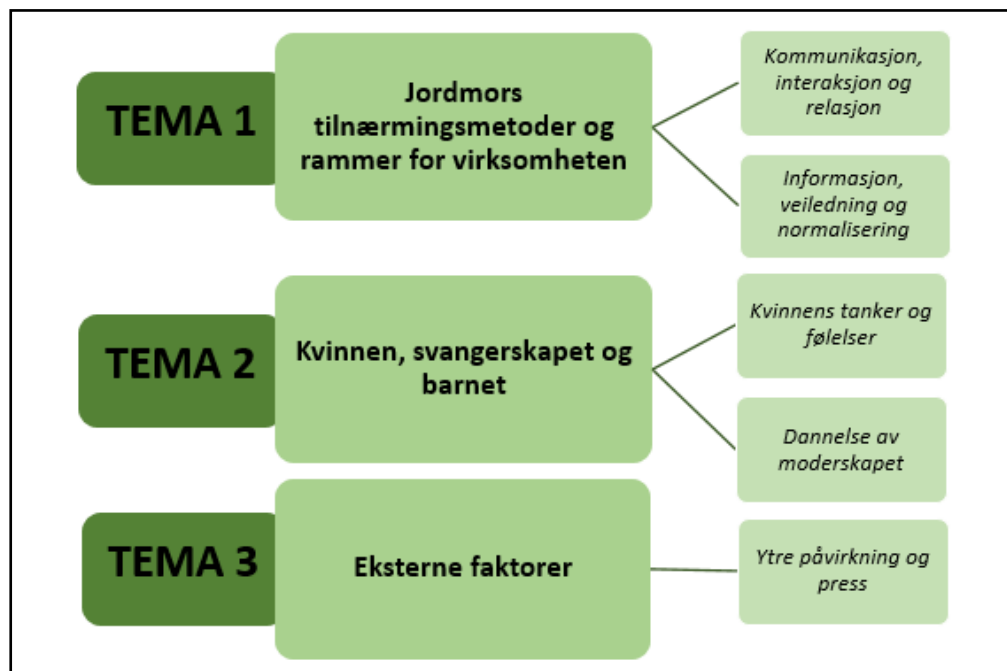 TEMA 1
Jordmors
tilnærmingsmetoder og
rammer for virksomheten
Kommunikasjon,
interaksjon og
relasjon
Informasjon,
veiledning og
normalisering
TEMA 2
Kvinnen, svangerskapet og
barnet
Kvinnens tanker og
følelser
Dannelse av
moderskapet
TEMA 3
Eksterne faktorer
Ytre påvirkning og
press